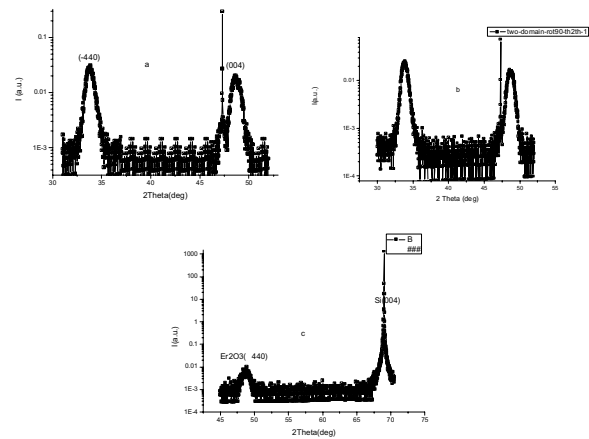 a
(-440)
(004)
I (a.u.)
0.1
0.01
1E-3
30 35 40 45 50
2Theta(deg)
two-domain-rot90-th2th-1
b
I(a.u.)
0.01
1E-3
1E-4
30 35 40 45 50 55
2 Theta (deg)
B
###
Si(004)
c
Er2O3( 440)
I(a.u.)
1000
100
10
1
0.1
0.01
1E-3
1E-4
45 50 55 60 65 70 75
2Theta(deg)